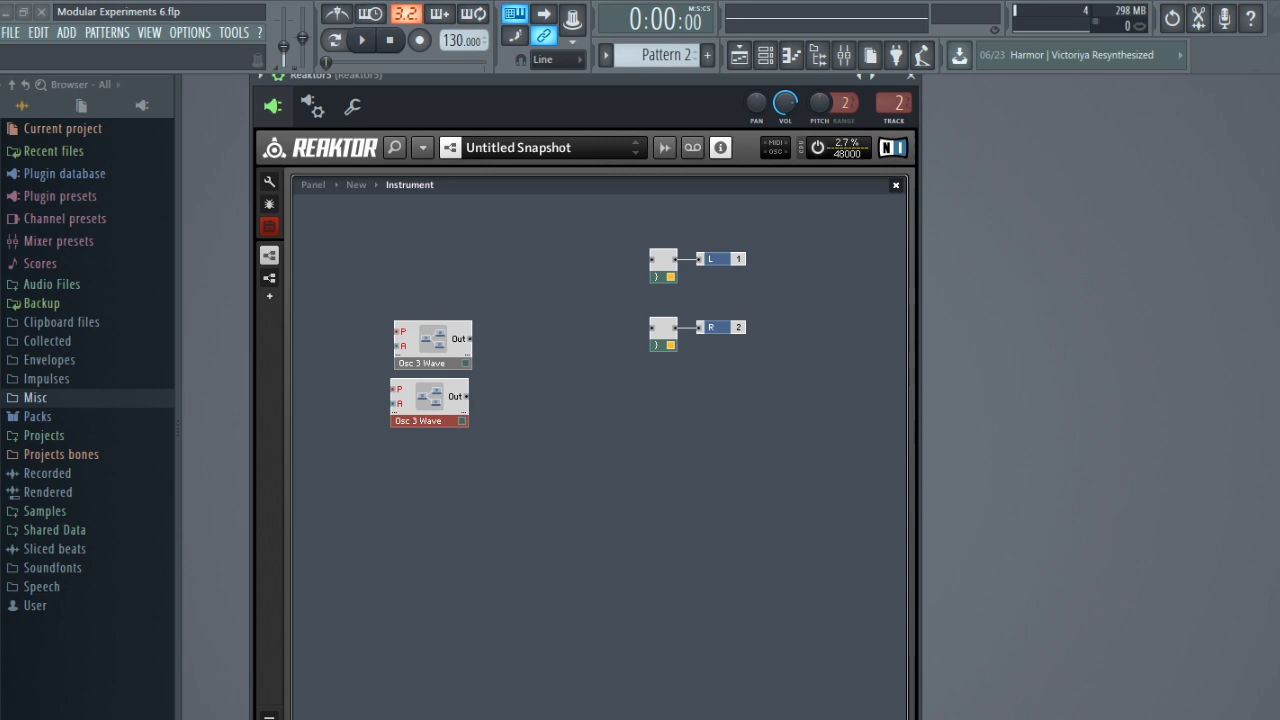 Modular Experiments 6.flp
FILE EDIT ADD PATTERNS VIEW OPTIONS TOOLS ?
3.2.
130.000
0:00:00
M:S:CS
Line
Pattern 2
4
298 MB
0
06/23 Harmor | Victoriya Resynthesized
Browser - All
Current project
Recent files
Plugin database
Plugin presets
Channel presets
Mixer presets
Scores
Audio Files
Backup
Clipboard files
Collected
Envelopes
Impulses
Misc
Packs
Projects
Projects bones
Recorded
Rendered
Samples
Shared Data
Sliced beats
Soundfonts
Speech
User
Reaktor5 (Reaktor5)
PAN VOL PITCH RANGE TRACK
2
2
REAKTOR
Untitled Snapshot
MIDI
OSC
CPU
2.7 %
48000
NI
Panel New Instrument
L 1
R 2
P
A
Out
Osc 3 Wave
P
A
Out
Osc 3 Wave